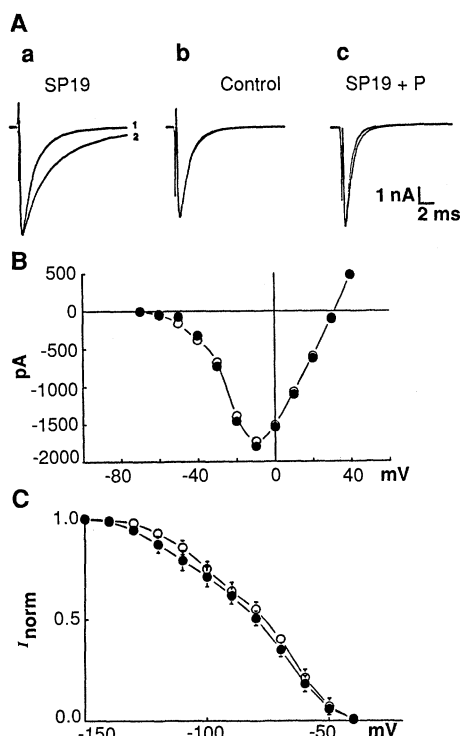 A
a b c
SP19 Control SP19 + P
1
2
1 nA
2 ms
B
500
0
-500
-1000
-1500
-2000
pA
-80 -40 0 40 mV
C
1.0
0.5
0.0
Inorm
-150 -100 -50 mV